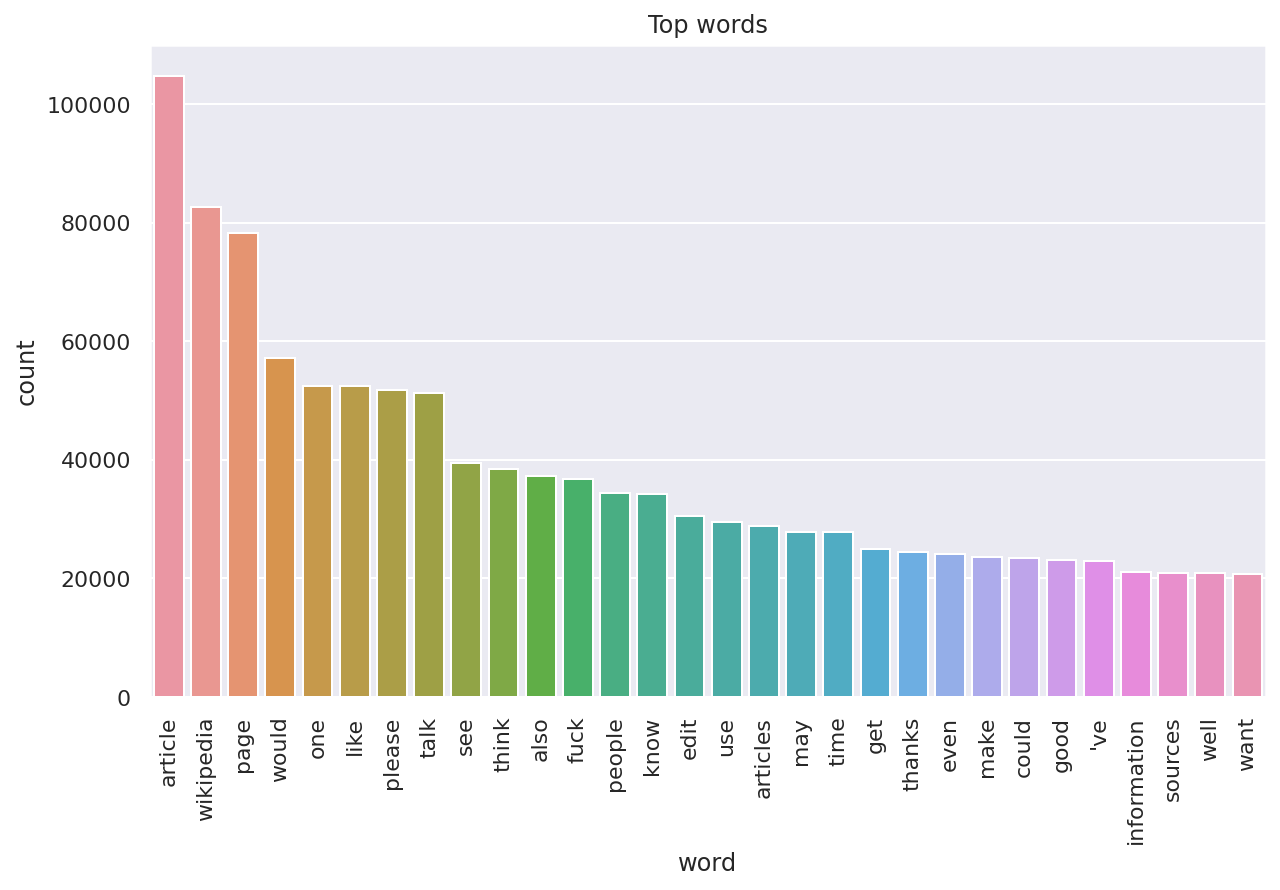 Top words
count
100000
80000
60000
40000
20000
0
article
wikipedia
page
would
one
like
please
talk
see
think
also
fuck
people
know
edit
use
articles
may
time
get
thanks
even
make
could
good
've
information
sources
well
want
word